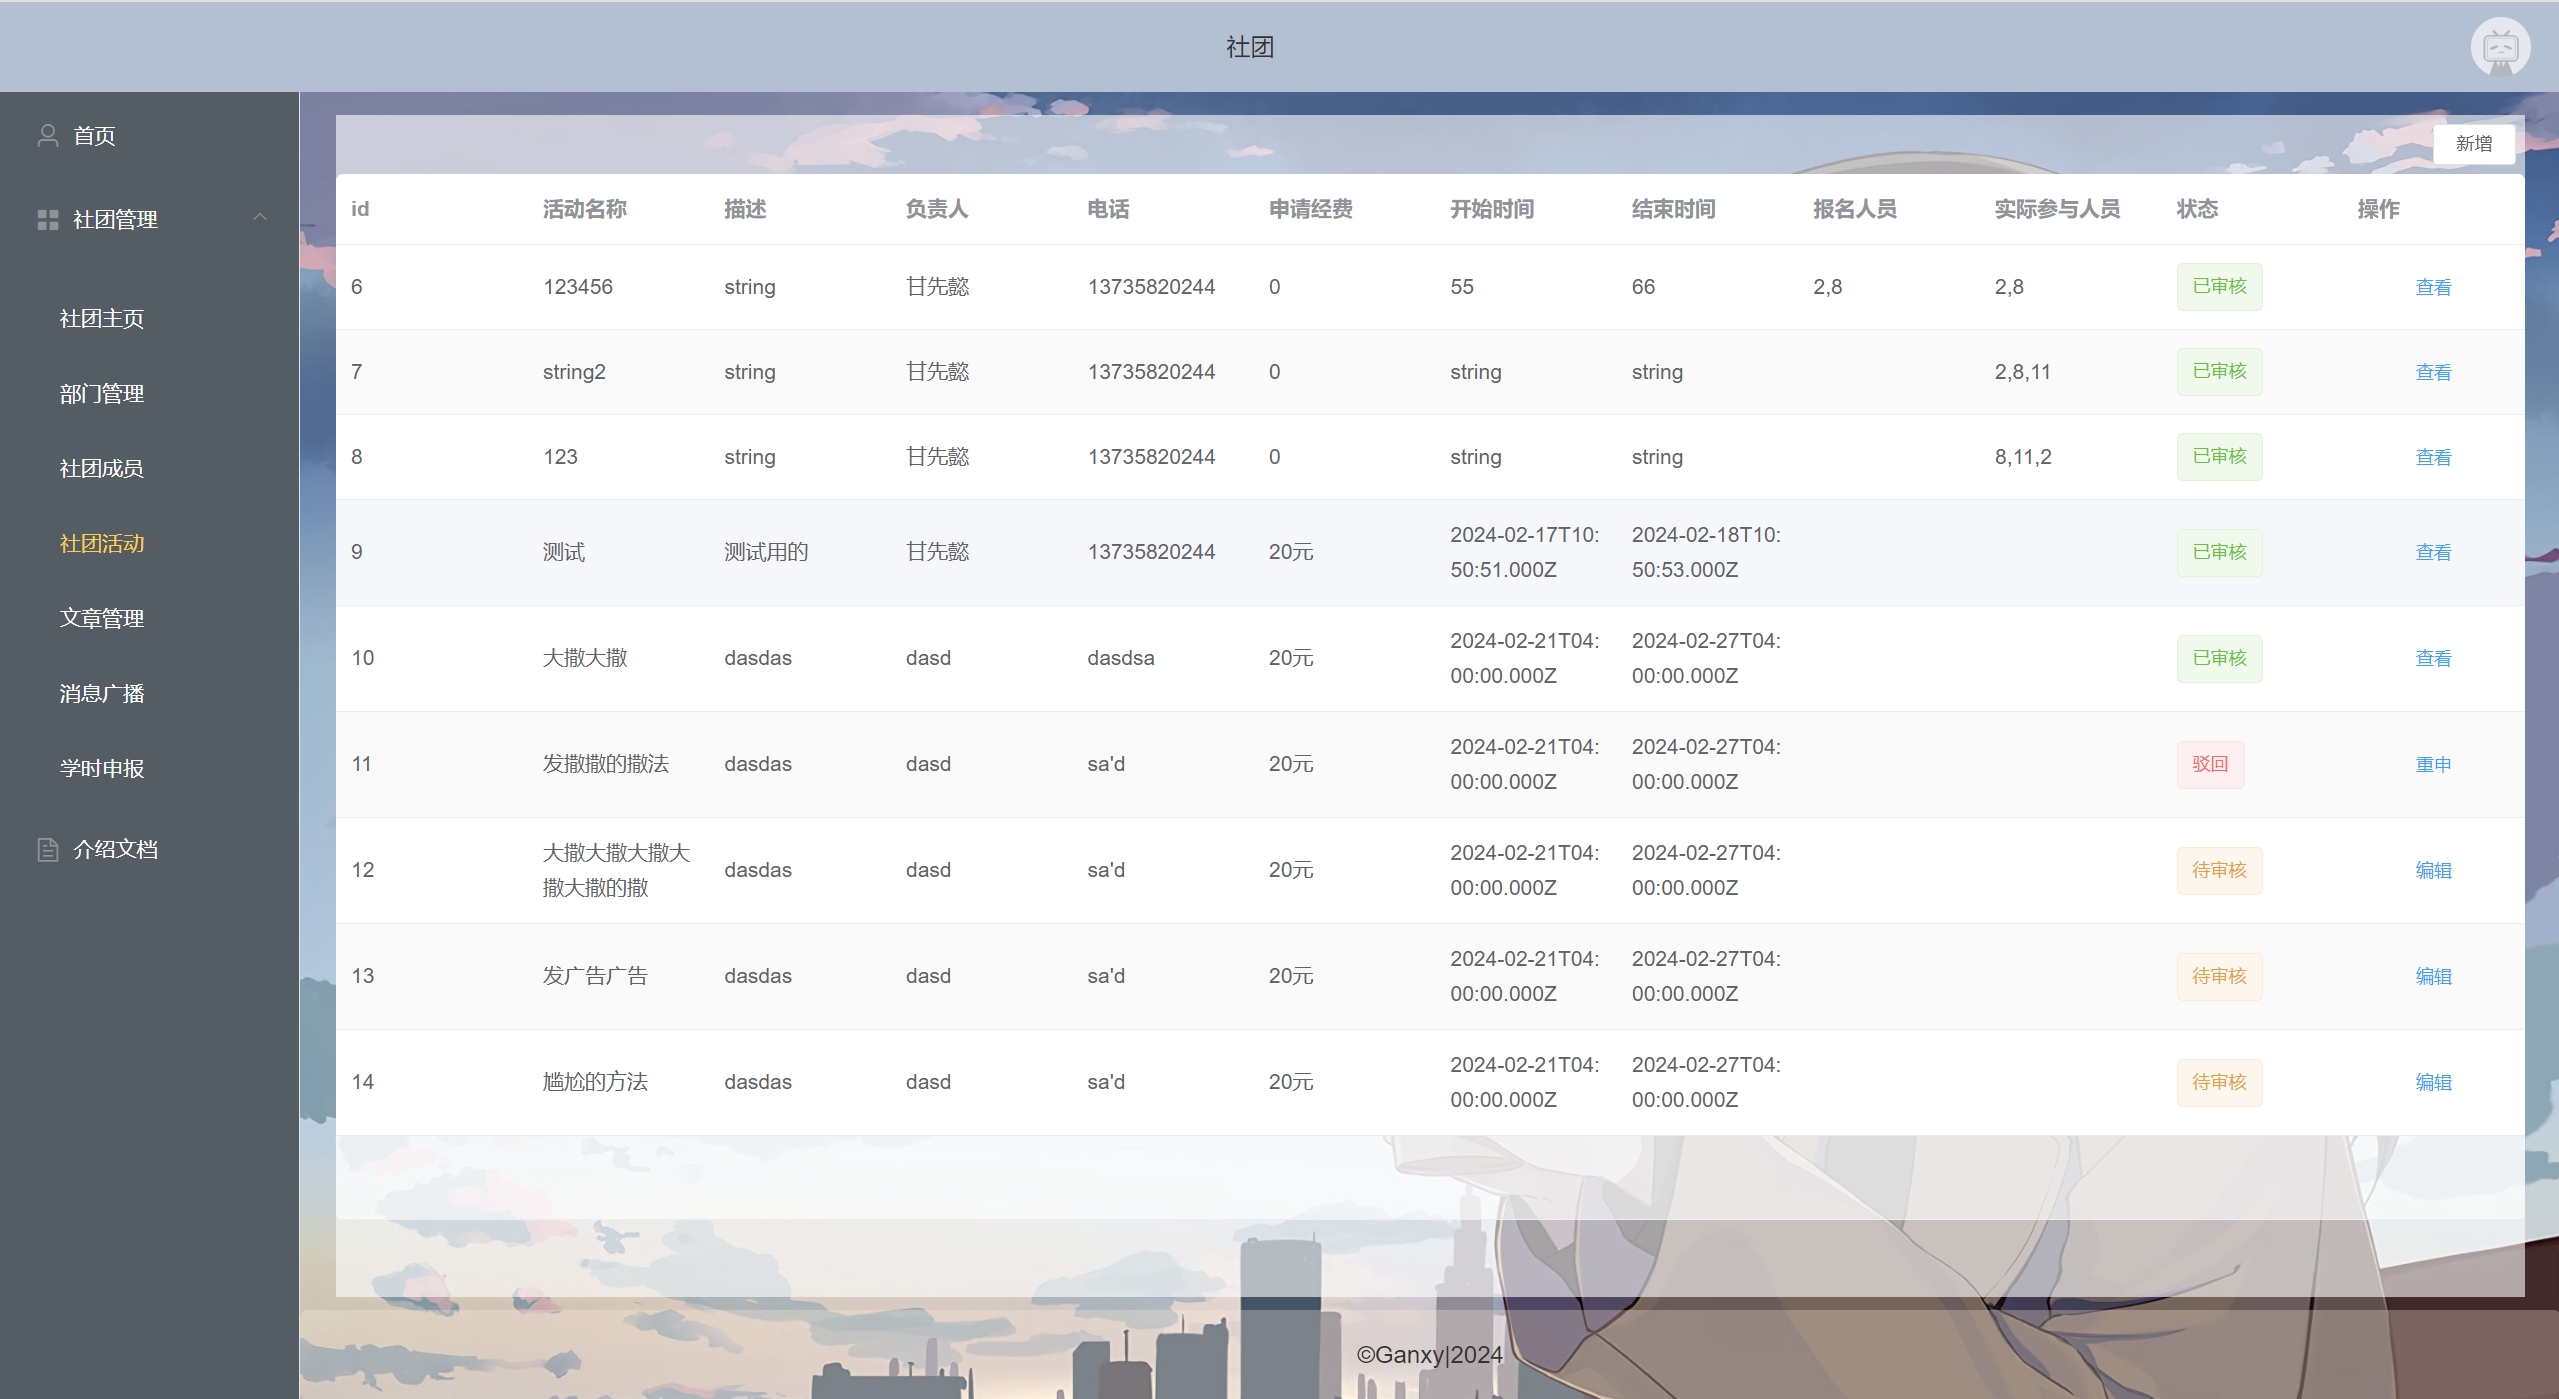 社团
首页
社团管理
社团主页
部门管理
社团成员
社团活动
文章管理
消息广播
学时申报
介绍文档
新增
id 活动名称 描述 负责人 电话 申请经费 开始时间 结束时间 报名人员 实际参与人员 状态 操作
6 123456 string 甘先懿 13735820244 0 55 66 2,8 2,8 已审核 查看
7 string2 string 甘先懿 13735820244 0 string string 2,8,11 已审核 查看
8 123 string 甘先懿 13735820244 0 string string 8,11,2 已审核 查看
9 测试 测试用的 甘先懿 13735820244 20元 2024-02-17T10: 2024-02-18T10: 已审核 查看
50:51.000Z 50:53.000Z
10 大撒大撒 dasdas dasd dasdsa 20元 2024-02-21T04: 2024-02-27T04: 已审核 查看
00:00.000Z 00:00.000Z
11 发撒撒的撒法 dasdas dasd sa'd 20元 2024-02-21T04: 2024-02-27T04: 驳回 重申
00:00.000Z 00:00.000Z
12 大撒大撒大撒大 dasdas dasd sa'd 20元 2024-02-21T04: 2024-02-27T04: 待审核 编辑
撒大撒的撒 00:00.000Z 00:00.000Z
13 发广告广告 dasdas dasd sa'd 20元 2024-02-21T04: 2024-02-27T04: 待审核 编辑
00:00.000Z 00:00.000Z
14 尴尬的方法 dasdas dasd sa'd 20元 2024-02-21T04: 2024-02-27T04: 待审核 编辑
00:00.000Z 00:00.000Z
©Ganxy|2024